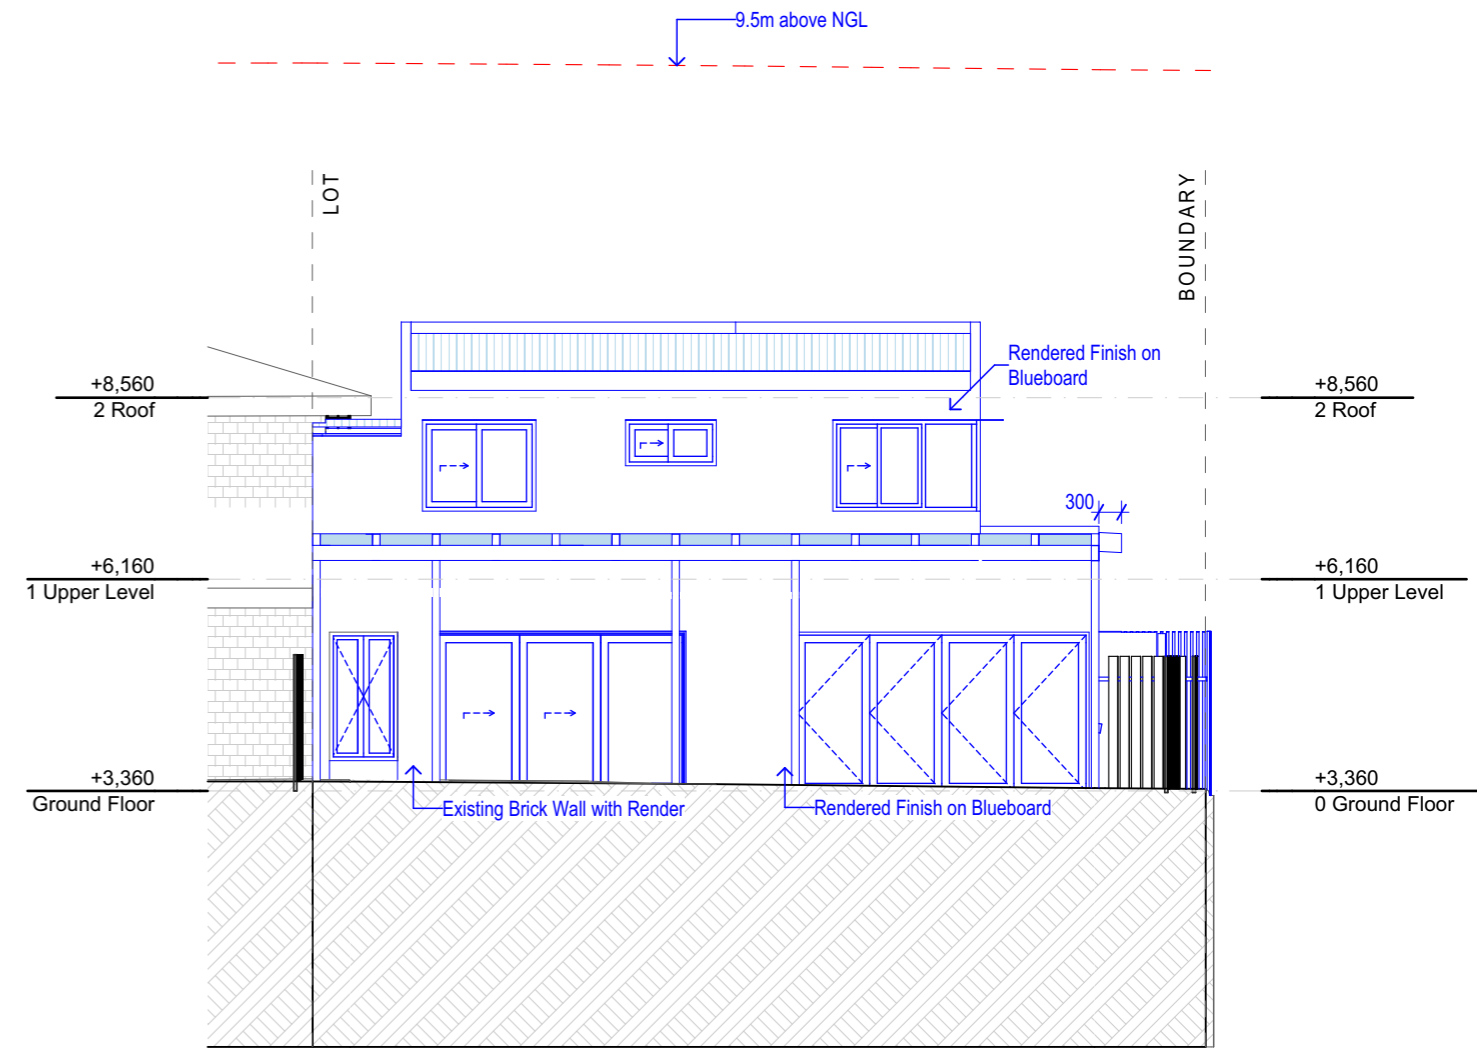 9.5m above NGL
LOT
BOUNDARY
Rendered Finish on
Blueboard
+8,560
2 Roof
+8,560
2 Roof
300
+6,160
1 Upper Level
+6,160
1 Upper Level
+3,360
Ground Floor
+3,360
0 Ground Floor
Existing Brick Wall with Render
Rendered Finish on Blueboard